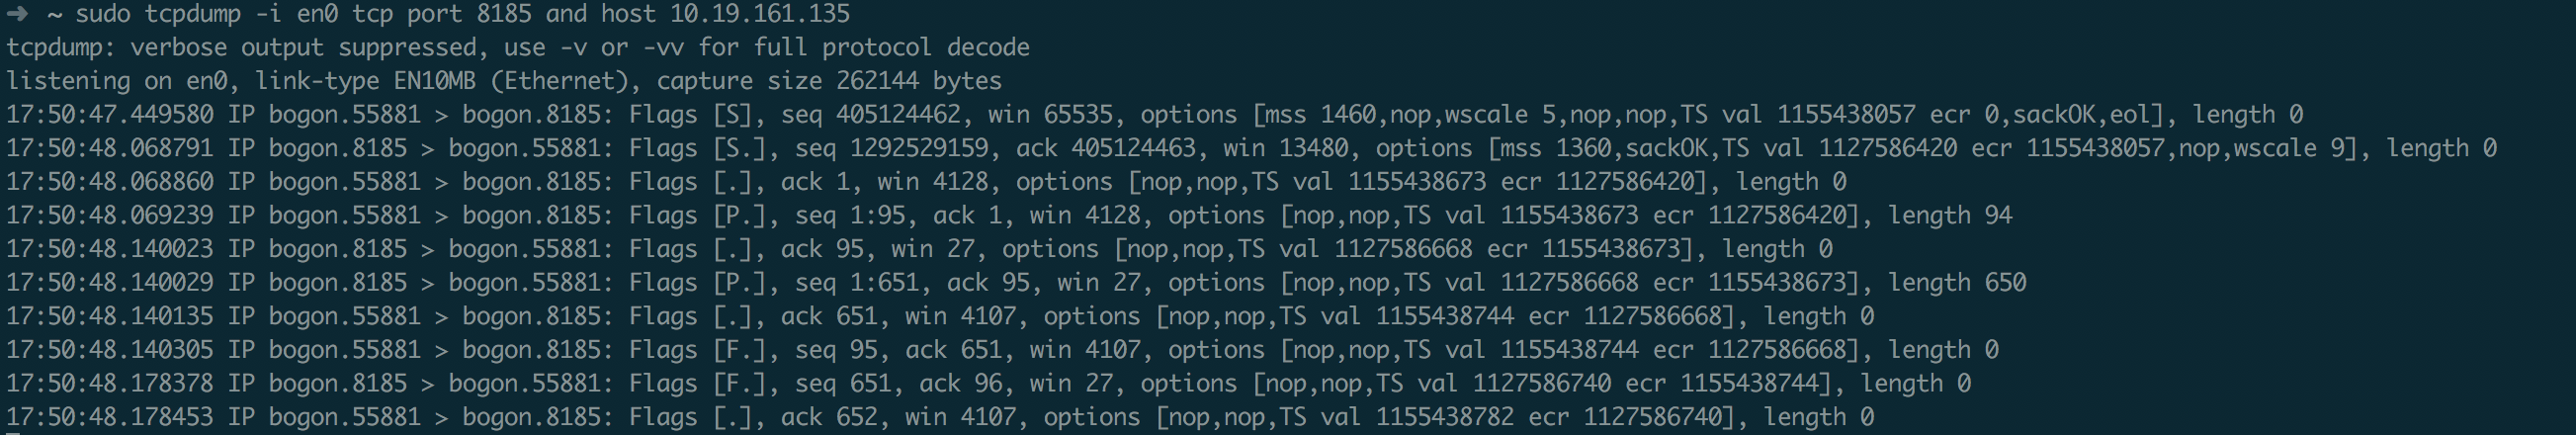 ➜ ~ sudo tcpdump -i en0 tcp port 8185 and host 10.19.161.135
tcpdump: verbose output suppressed, use -v or -vv for full protocol decode
listening on en0, link-type EN10MB (Ethernet), capture size 262144 bytes
17:50:47.449580 IP bogon.55881 > bogon.8185: Flags [S], seq 405124462, win 65535, options [mss 1460,nop,wscale 5,nop,nop,TS val 1155438057 ecr 0,sackOK,eol], length 0
17:50:48.068791 IP bogon.8185 > bogon.55881: Flags [S.], seq 1292529159, ack 405124463, win 13480, options [mss 1360,sackOK,TS val 1127586420 ecr 1155438057,nop,wscale 9], length 0
17:50:48.068860 IP bogon.55881 > bogon.8185: Flags [.], ack 1, win 4128, options [nop,nop,TS val 1155438673 ecr 1127586420], length 0
17:50:48.069239 IP bogon.55881 > bogon.8185: Flags [P.], seq 1:95, ack 1, win 4128, options [nop,nop,TS val 1155438673 ecr 1127586420], length 94
17:50:48.140023 IP bogon.8185 > bogon.55881: Flags [.], ack 95, win 27, options [nop,nop,TS val 1127586668 ecr 1155438673], length 0
17:50:48.140029 IP bogon.8185 > bogon.55881: Flags [P.], seq 1:651, ack 95, win 27, options [nop,nop,TS val 1127586668 ecr 1155438673], length 650
17:50:48.140135 IP bogon.55881 > bogon.8185: Flags [.], ack 651, win 4107, options [nop,nop,TS val 1155438744 ecr 1127586668], length 0
17:50:48.140305 IP bogon.55881 > bogon.8185: Flags [F.], seq 95, ack 651, win 4107, options [nop,nop,TS val 1155438744 ecr 1127586668], length 0
17:50:48.178378 IP bogon.8185 > bogon.55881: Flags [F.], seq 651, ack 96, win 27, options [nop,nop,TS val 1127586740 ecr 1155438744], length 0
17:50:48.178453 IP bogon.55881 > bogon.8185: Flags [.], ack 652, win 4107, options [nop,nop,TS val 1155438782 ecr 1127586740], length 0